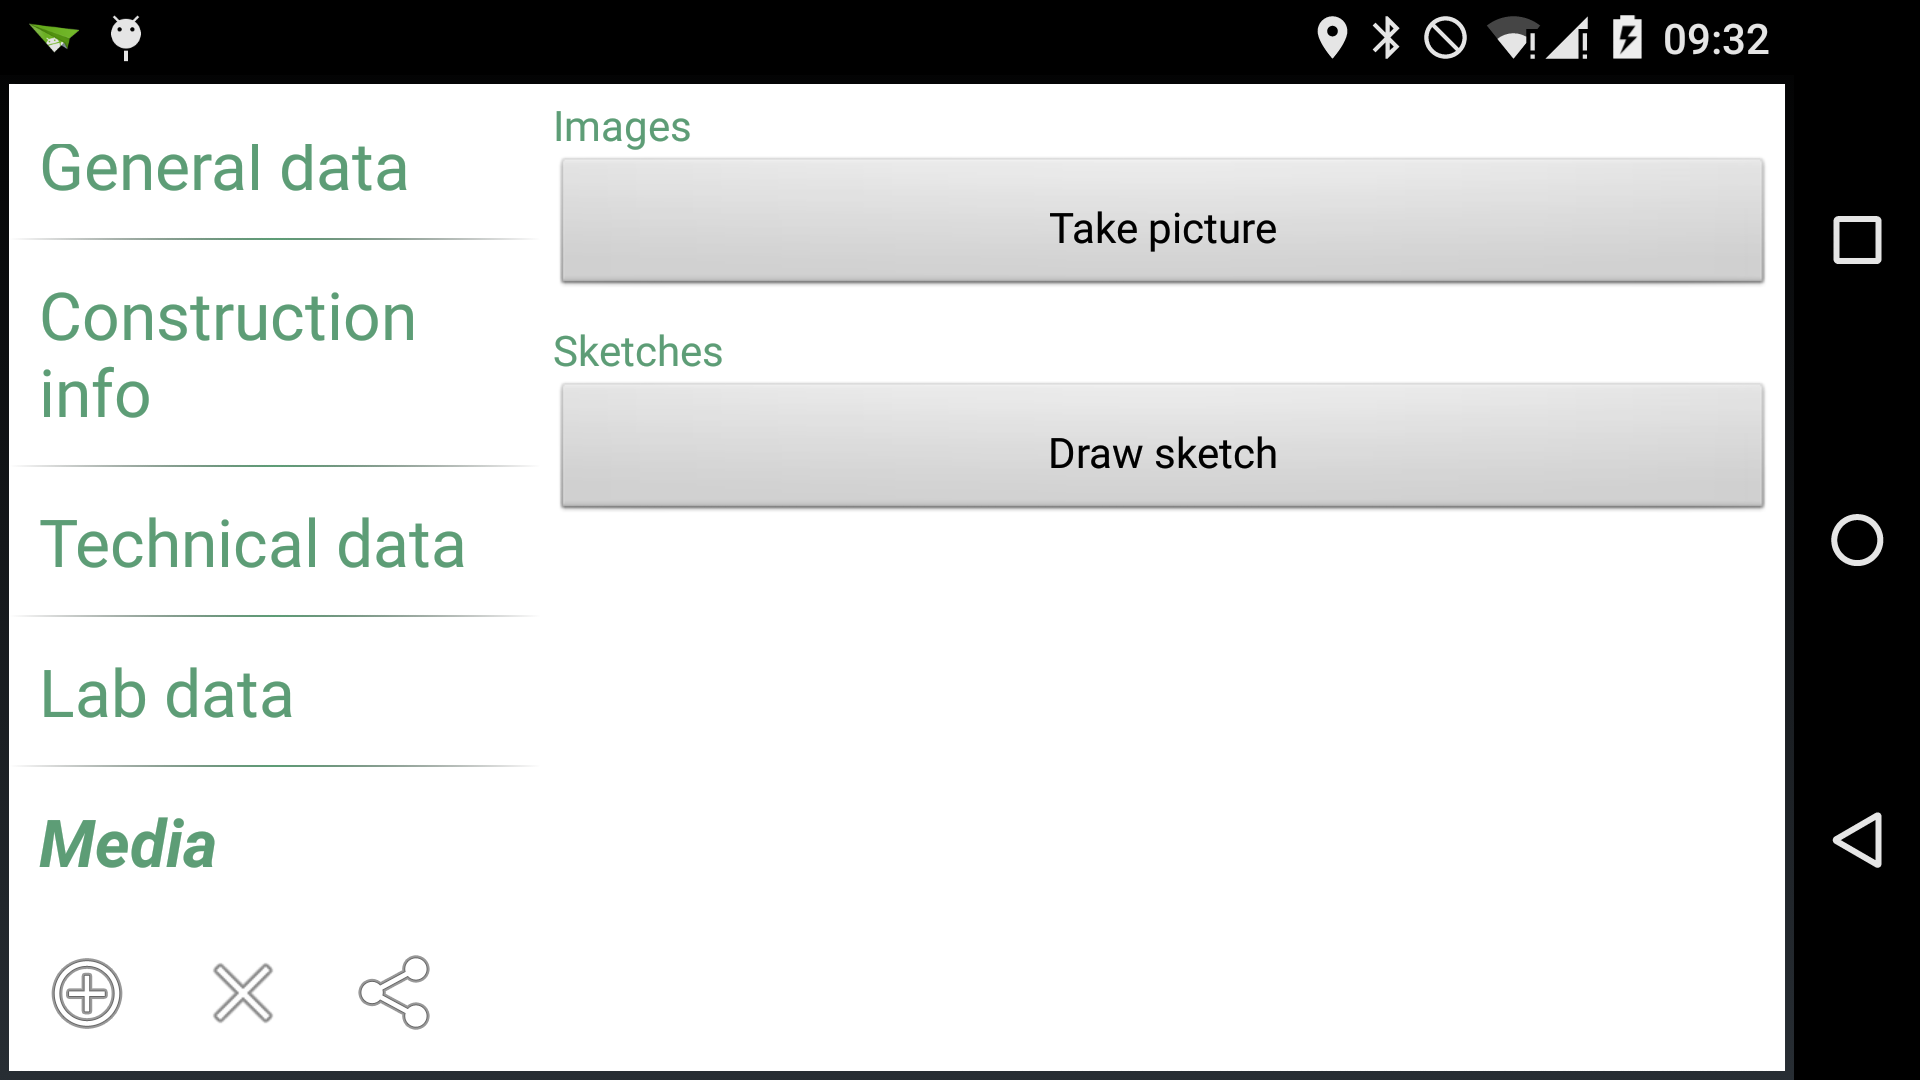 09:32
General data
Construction
info
Technical data
Lab data
Media
Images
Take picture
Sketches
Draw sketch